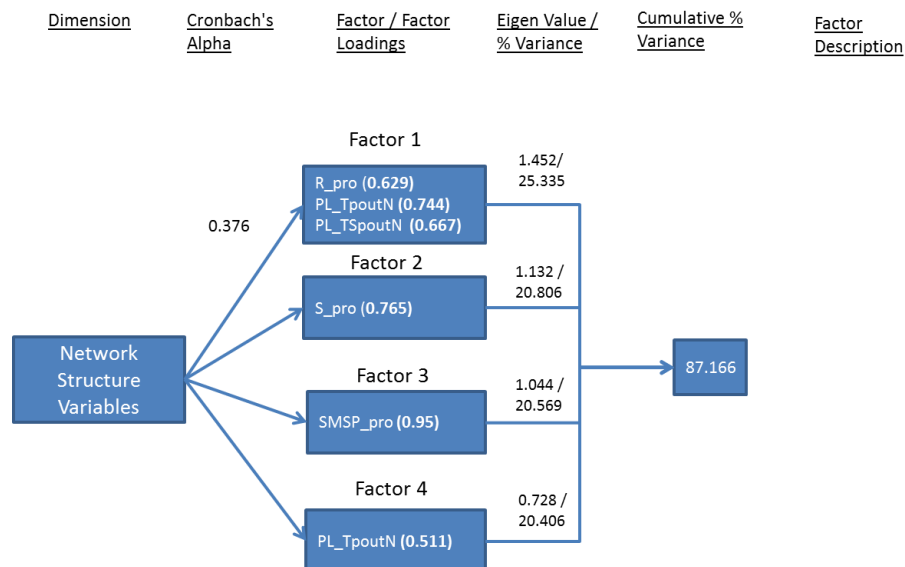 Dimension
Cronbach's
Alpha
Factor / Factor
Loadings
Eigen Value /
% Variance
Cumulative %
Variance
Factor
Description
Factor 1
1.452/
25.335
R_pro (0.629)
PL_TpoutN (0.744)
PL_TSpoutN (0.667)
0.376
Factor 2
1.132 /
20.806
S_pro (0.765)
Network
Structure
Variables
87.166
Factor 3
1.044 /
20.569
SMSP_pro (0.95)
Factor 4
0.728 /
20.406
PL_TpoutN (0.511)